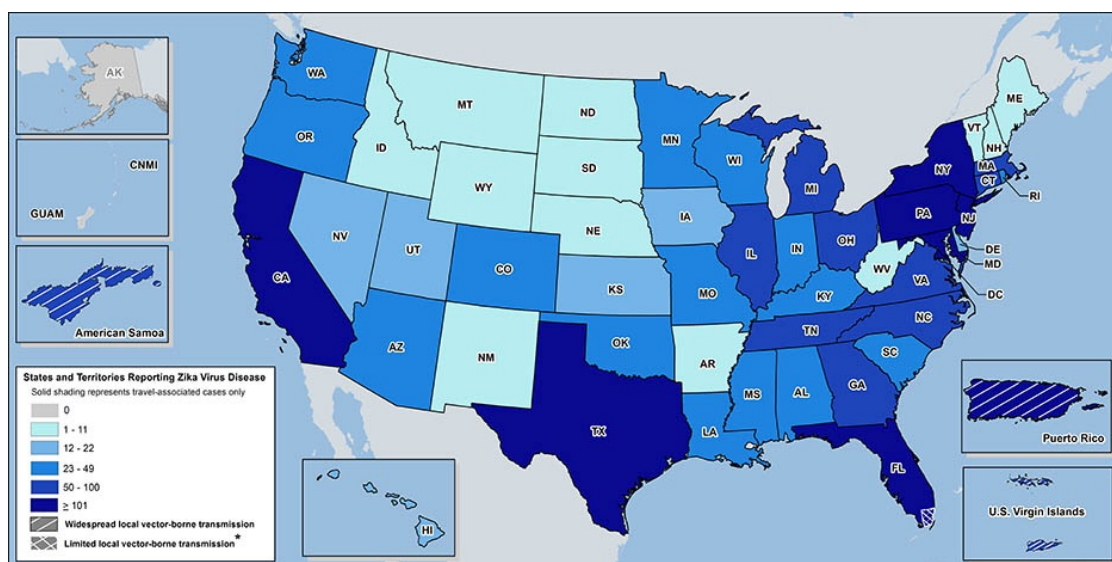 AK
CNMI
GUAM
American Samoa
WA
OR
CA
NV
ID
MT
WY
UT
AZ
CO
NM
ND
SD
NE
KS
OK
TX
MN
IA
MO
AR
LA
WI
IL
MI
IN
OH
KY
TN
MS
AL
GA
FL
SC
NC
VA
WV
PA
NY
NJ
VT
NH
ME
MA
CT
RI
DE
MD
DC
HI
Puerto Rico
U.S. Virgin Islands
States and Territories Reporting Zika Virus Disease
Solid shading represents travel-associated cases only
0
1 - 11
12 - 22
23 - 49
50 - 100
≥ 101
Widespread local vector-borne transmission
Limited local vector-borne transmission*